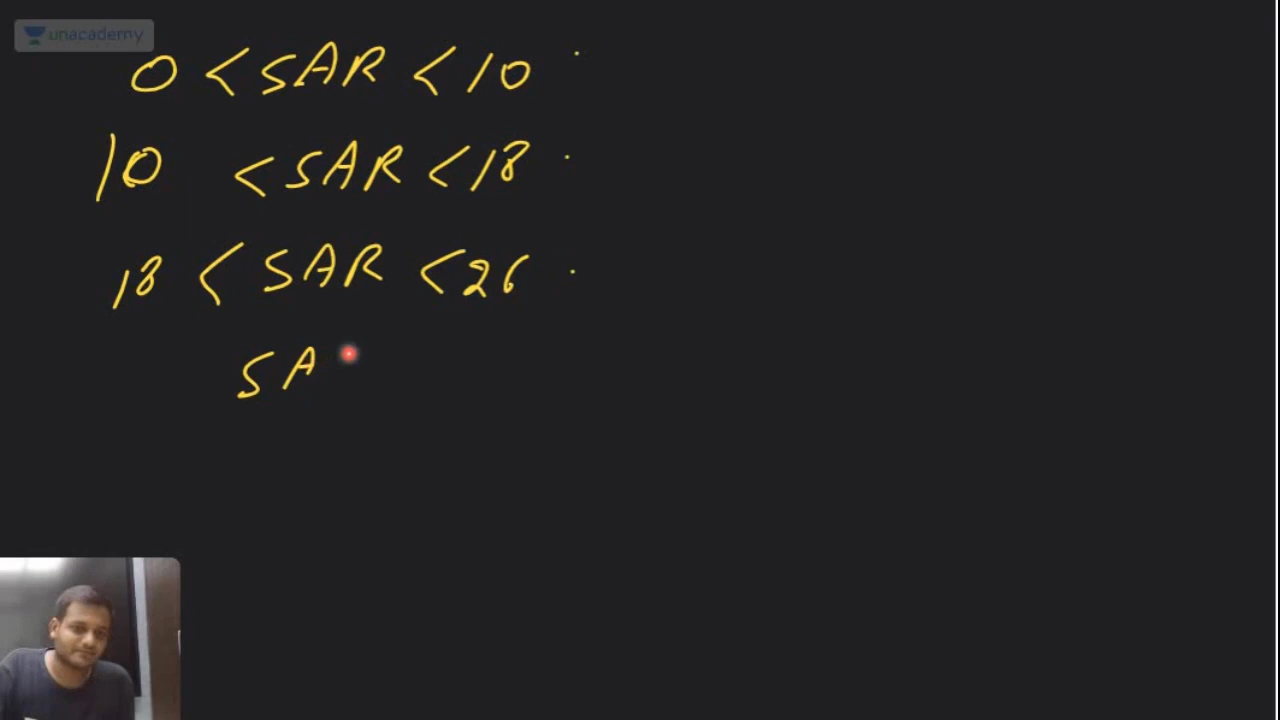 unacademy
0 < SAR < 10
10 < SAR < 18
18 < SAR < 26
SA